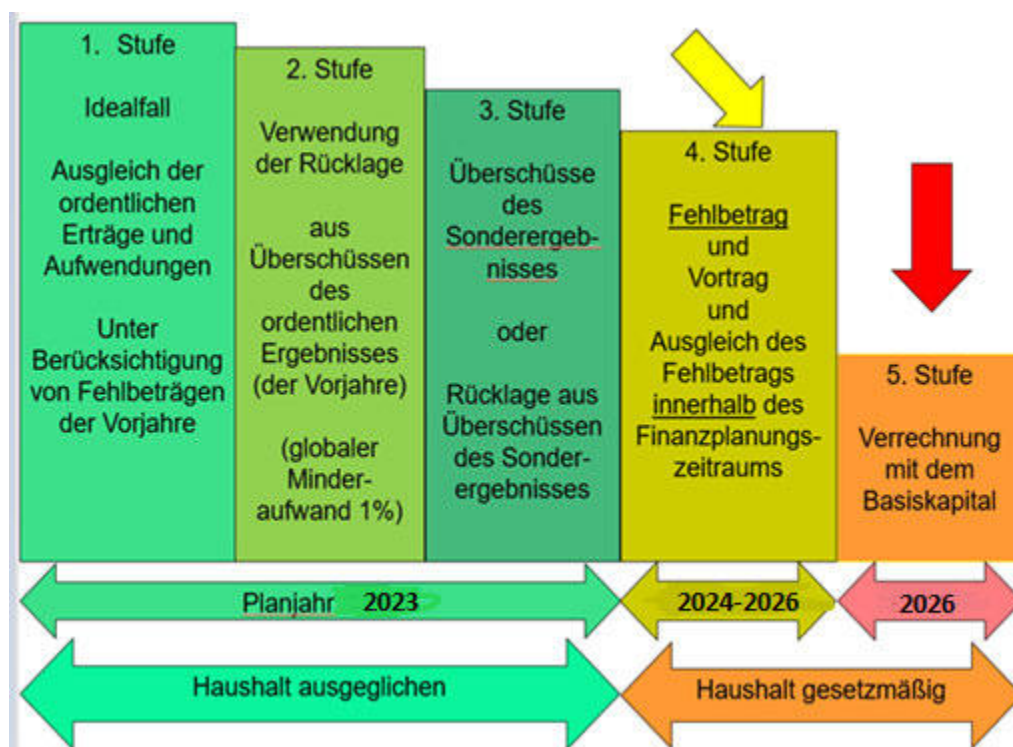 1. Stufe
Idealfall
Ausgleich der
ordentlichen
Erträge und
Aufwendungen
Unter
Berücksichtigung
von Fehlbeträgen
der Vorjahre
2. Stufe
Verwendung
der Rücklage
aus
Überschüssen
des
ordentlichen
Ergebnisses
(der Vorjahre)
(globaler
Minder-
aufwand 1%)
3. Stufe
Überschüsse
des
Sonderergeb-
nisses
oder
Rücklage aus
Überschüssen
des Sonder-
ergebnisses
4. Stufe
Fehlbetrag
und
Vortrag
und
Ausgleich des
Fehlbetrags
innerhalb des
Finanzplanungs-
zeitraums
5. Stufe
Verrechnung
mit dem
Basiskapital
Planjahr 2023
2024-2026
2026
Haushalt ausgeglichen
Haushalt gesetzmäßig